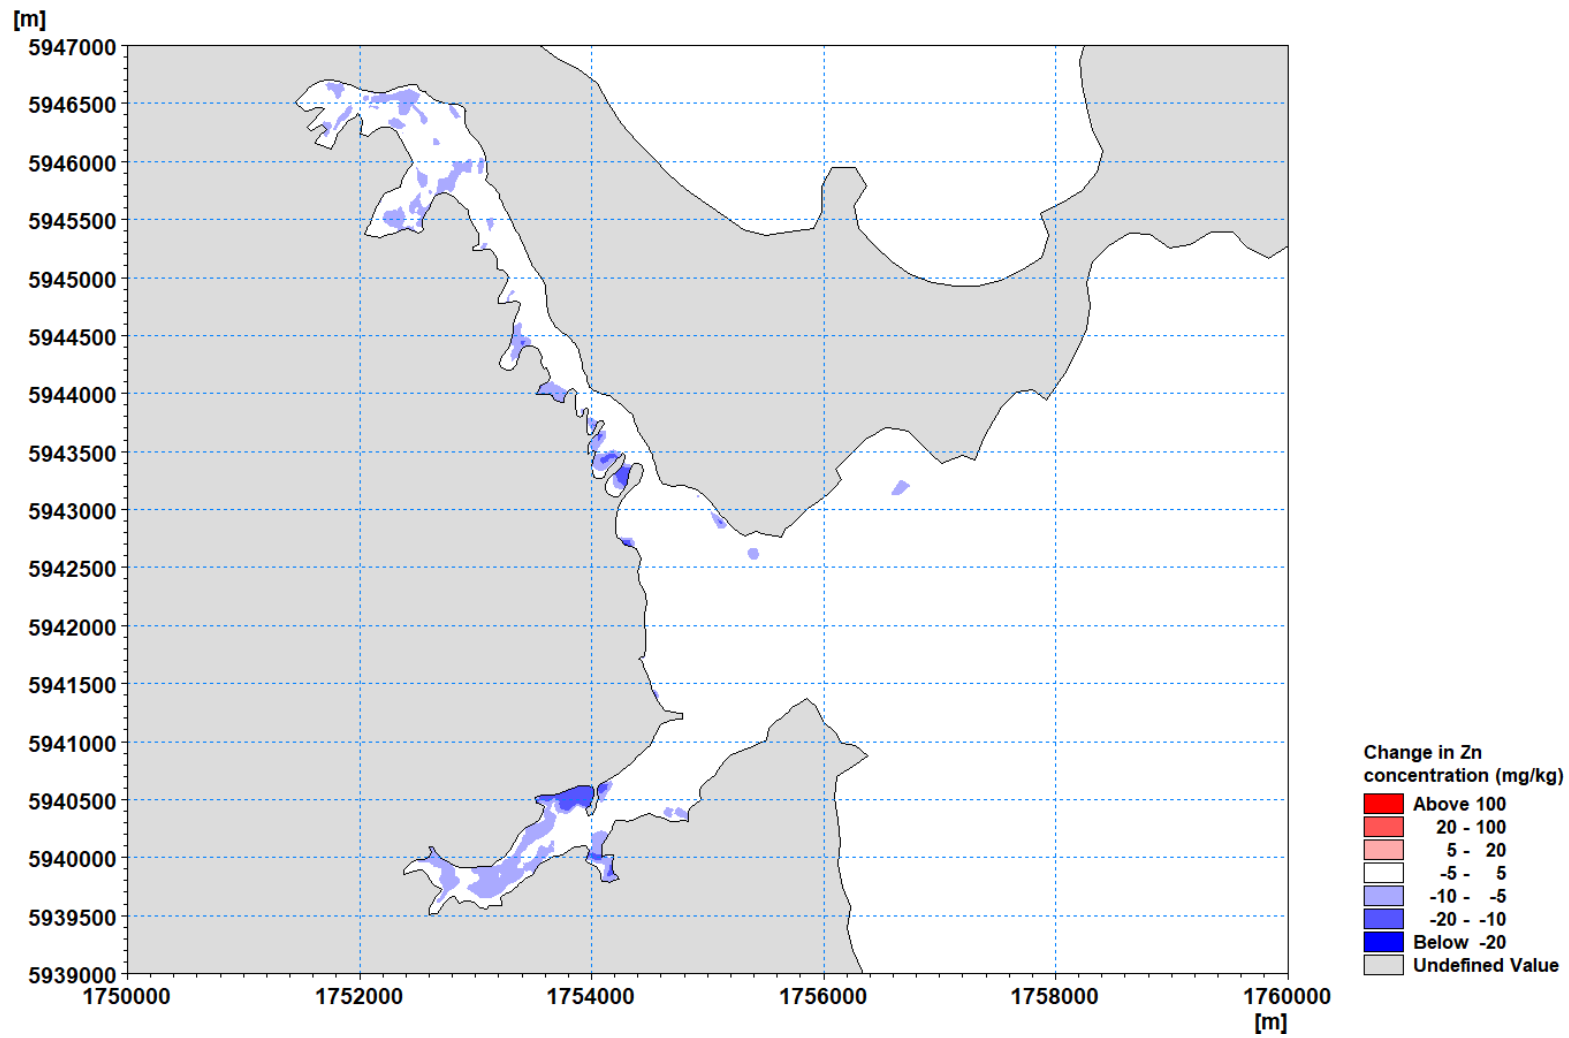 [m]
5947000
5946500
5946000
5945500
5945000
5944500
5944000
5943500
5943000
5942500
5942000
5941500
5941000
5940500
5940000
5939500
5939000
1750000 1752000 1754000 1756000 1758000 1760000
[m]
Change in Zn
concentration (mg/kg)
Above 100
20 - 100
5 - 20
-5 - 5
-10 - -5
-20 - -10
Below -20
Undefined Value